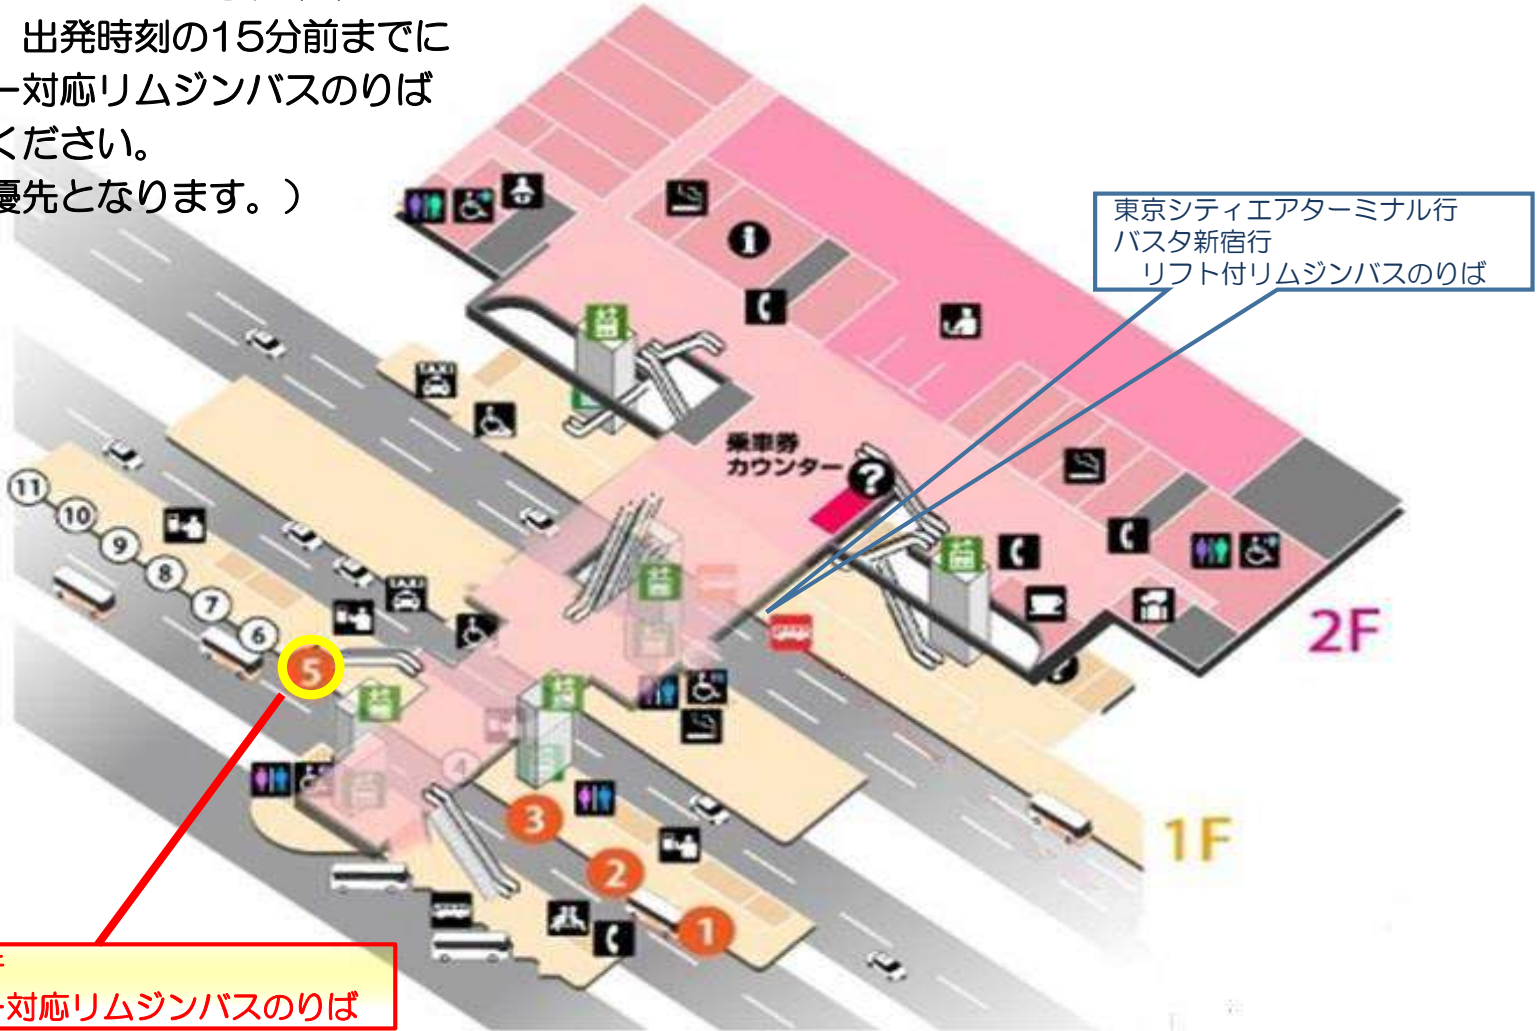 出発時刻の15分前までに
ー対応リムジンバスのりば
ください。
優先となります。）
東京シティエアターミナル行
バスタ新宿行
リフト付リムジンバスのりば
TAXI
乗車券
カウンター
?
11
10
9
8
7
6
5
TAXI
4
3
2
1
2F
1F
ー対応リムジンバスのりば